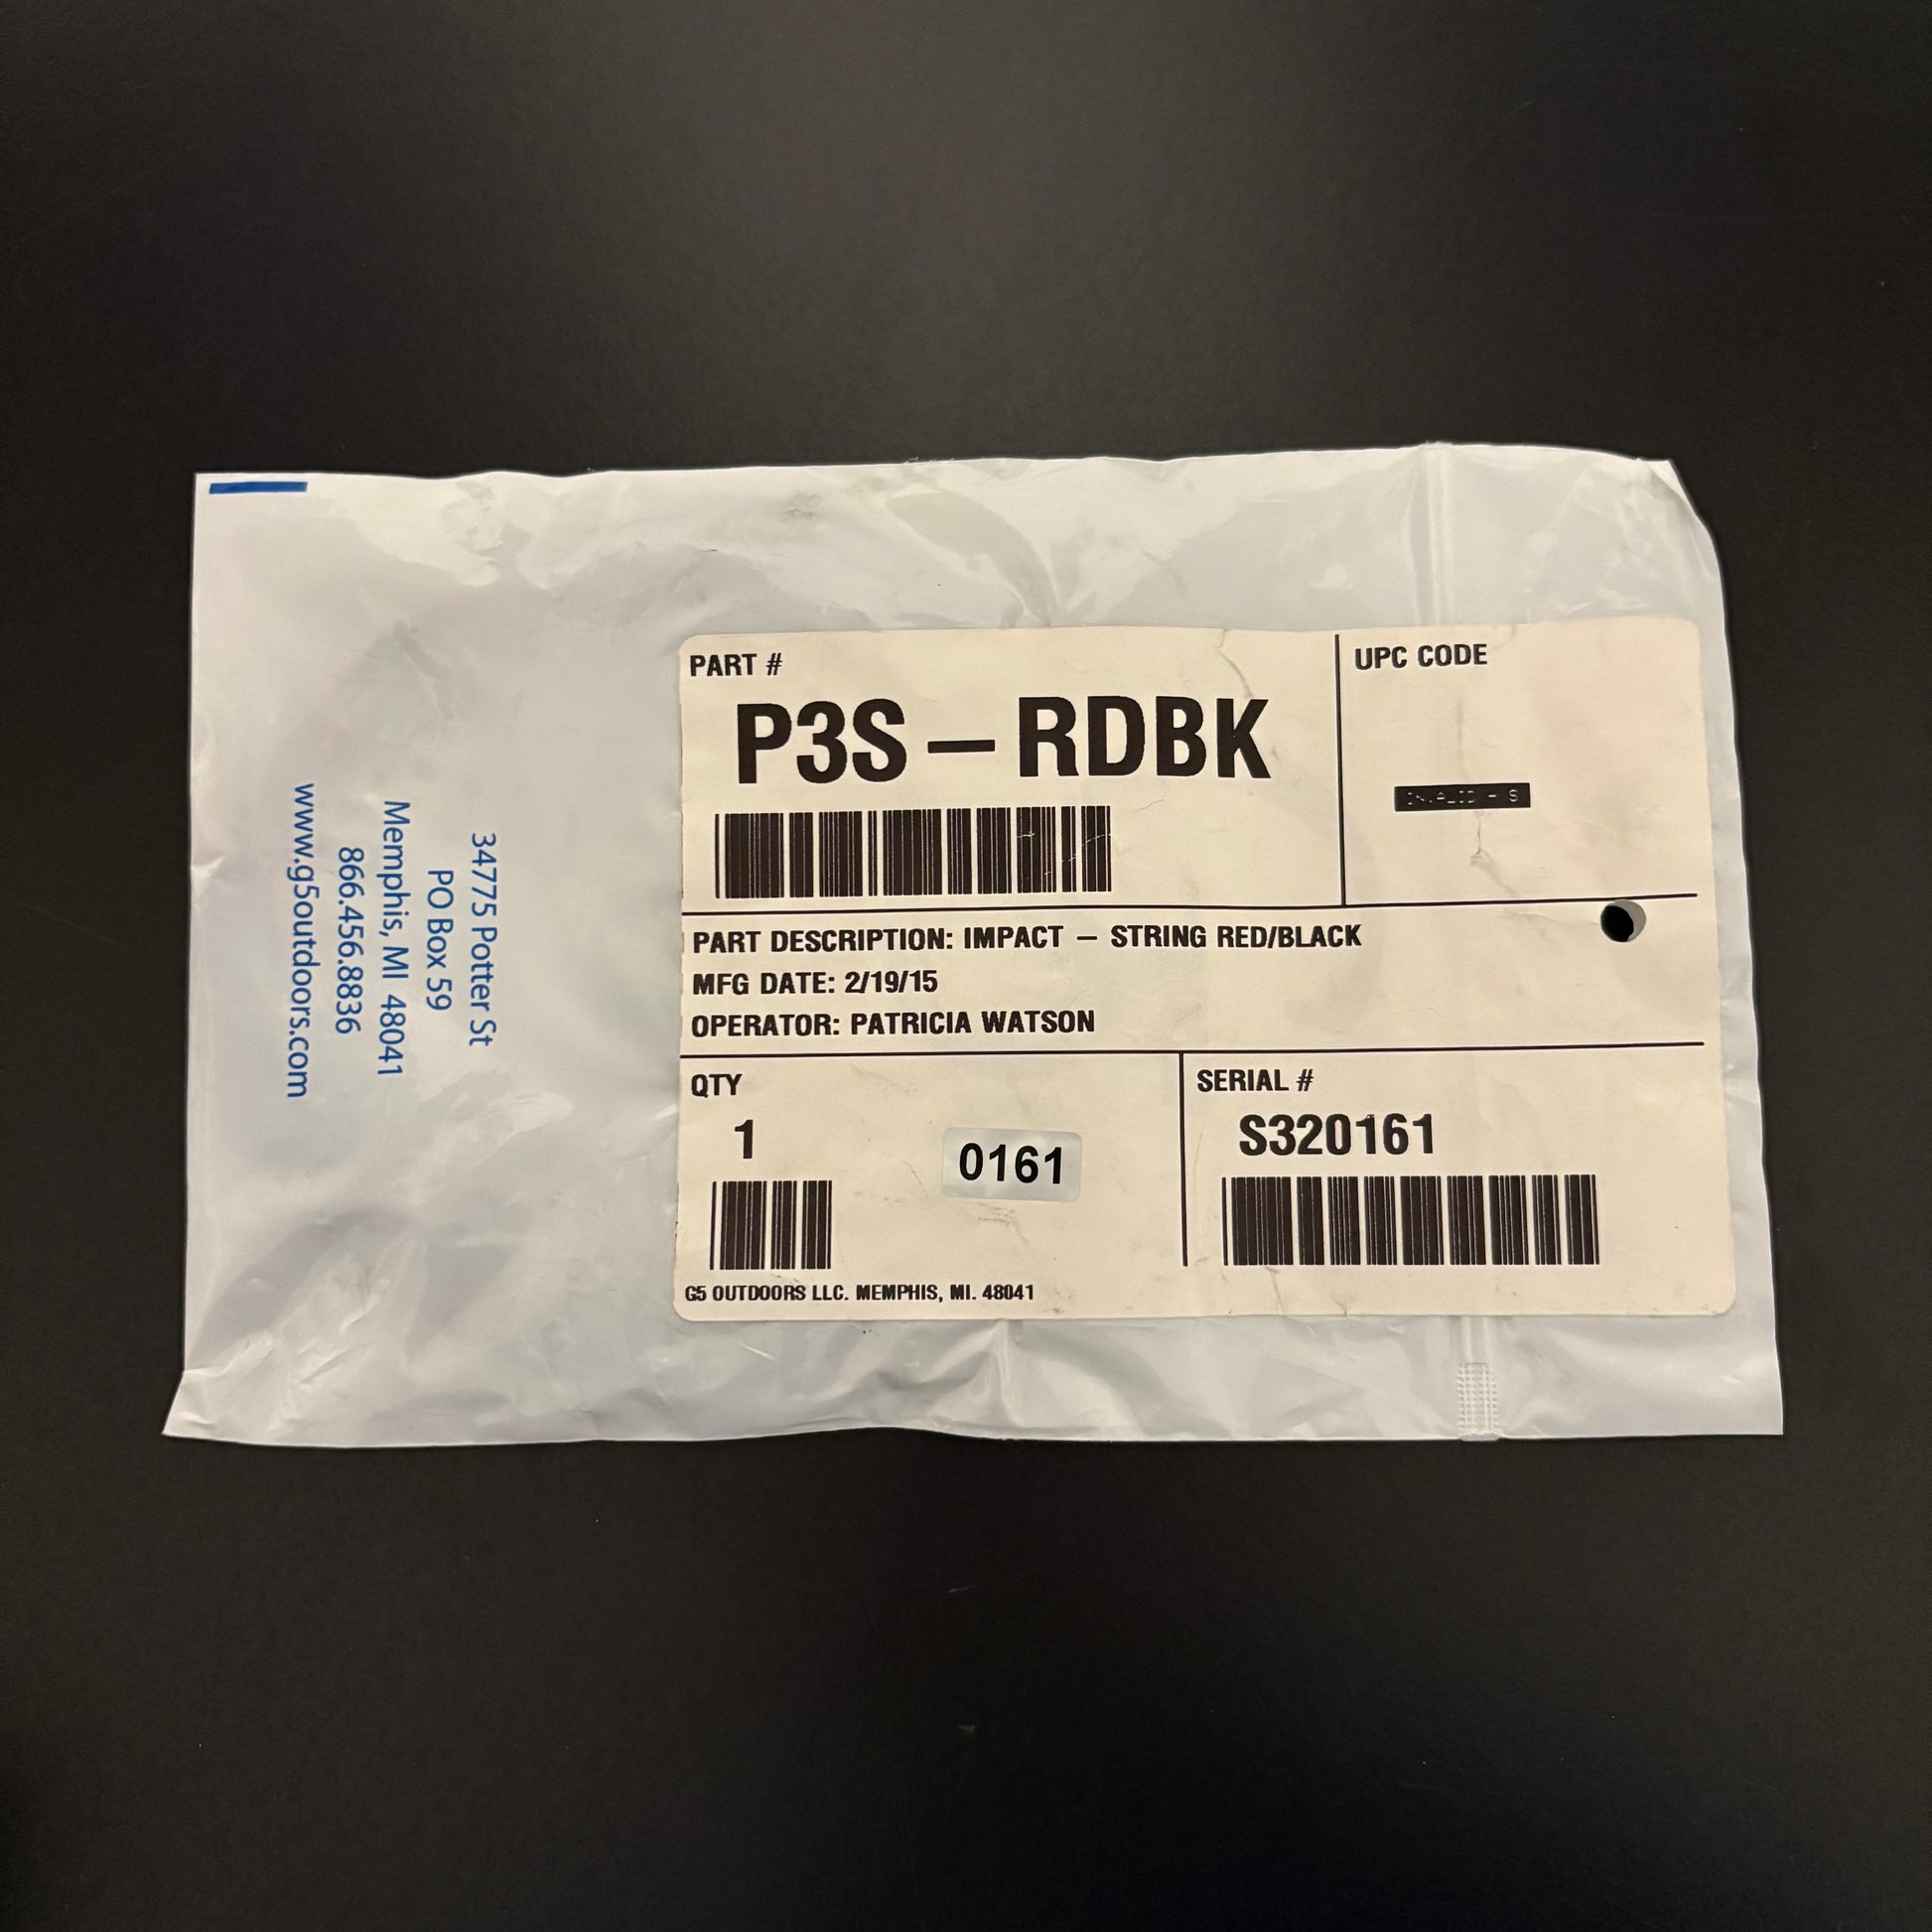 34775 Potter St
PO Box 59
Memphis, MI 48041
866.456.8836
www.g5outdoors.com
PART #
P3S – RDBK
UPC CODE
PART DESCRIPTION: IMPACT – STRING RED/BLACK
MFG DATE: 2/19/15
OPERATOR: PATRICIA WATSON
QTY
1
0161
SERIAL #
S320161
G5 OUTDOORS LLC. MEMPHIS, MI. 48041